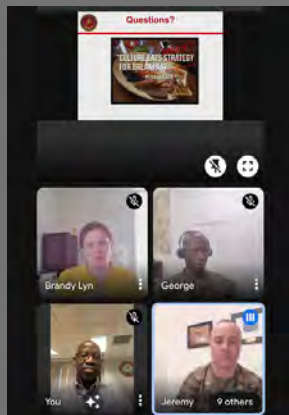 Questions?
"CULTURE EATS STRATEGY
FOR BREAKFAST"
Brandy Lyn
George
You
Jeremy
9 others